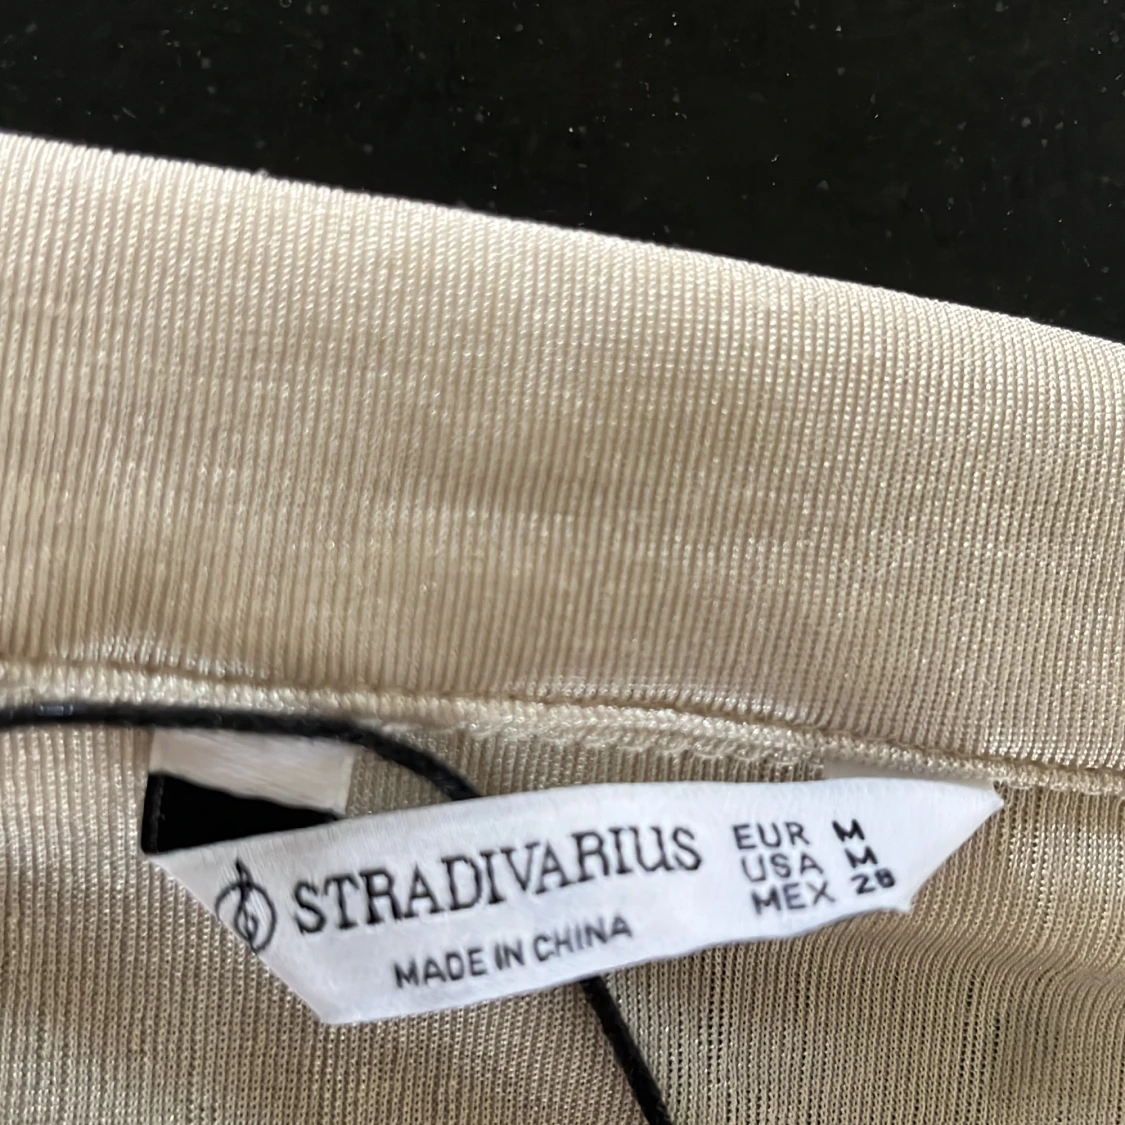 STRADIVARIUS
MADE IN CHINA
EUR M
USA M
MEX 28